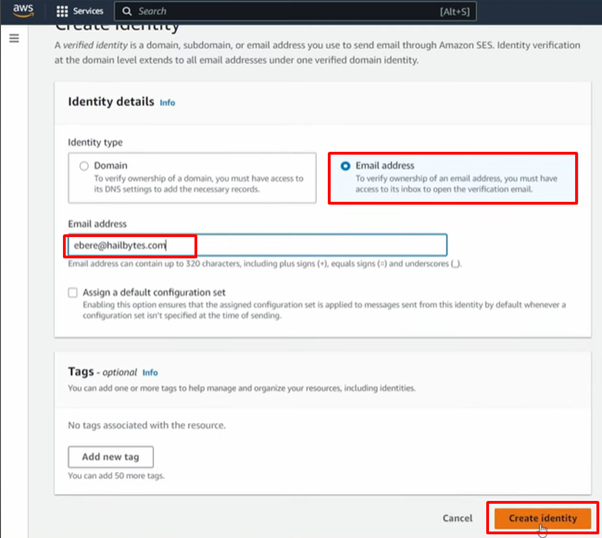 aws
Services
Search
[Alt+S]
Create identity
A verified identity is a domain, subdomain, or email address you use to send email through Amazon SES. Identity verification
at the domain level extends to all email addresses under one verified domain identity.
Identity details Info
Identity type
Domain
To verify ownership of a domain, you must have access to
its DNS settings to add the necessary records.
Email address
To verify ownership of an email address, you must have
access to its inbox to open the verification email.
Email address
ebere@hailbytes.com
Email address can contain up to 320 characters, including plus signs (+), equals signs (=) and underscores (_).
Assign a default configuration set
Enabling this option ensures that the assigned configuration set is applied to messages sent from this identity by default whenever a
configuration set isn't specified at the time of sending.
Tags - optional Info
You can add one or more tags to help manage and organize your resources, including identities.
No tags associated with the resource.
Add new tag
You can add 50 more tags.
Cancel
Create identity